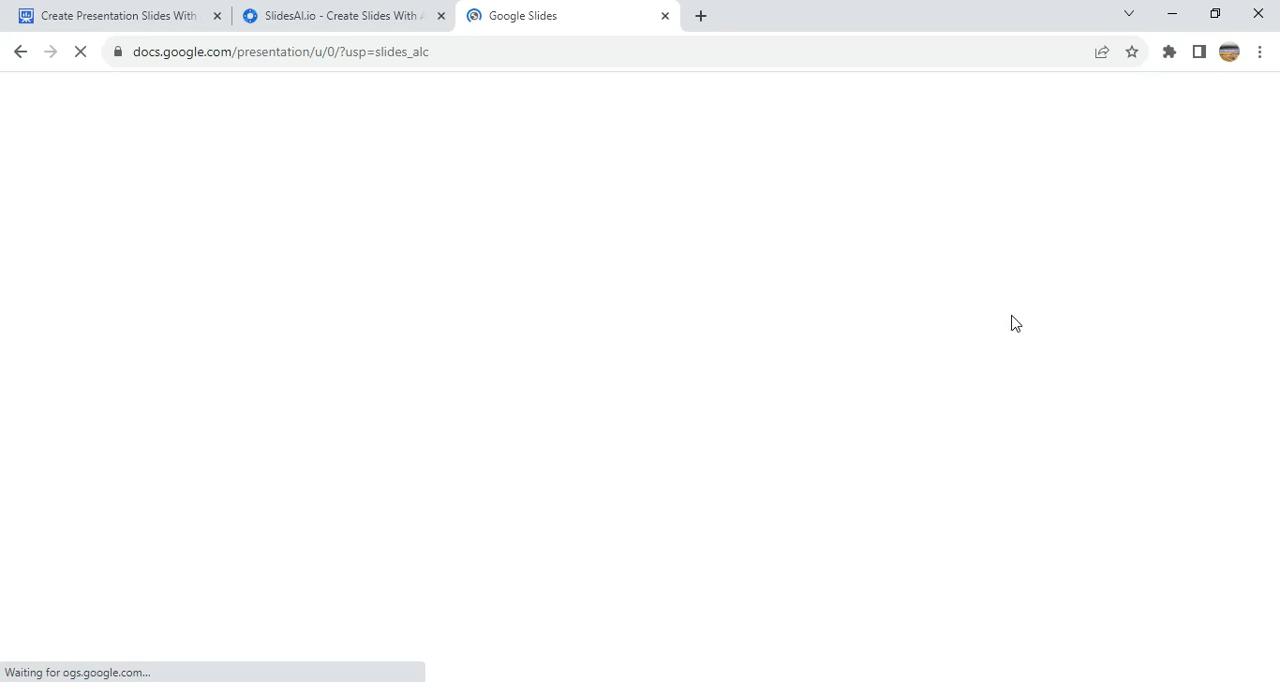 Create Presentation Slides With
SlidesAI.io - Create Slides With A
Google Slides
docs.google.com/presentation/u/0/?usp=slides_alc
Waiting for ogs.google.com...